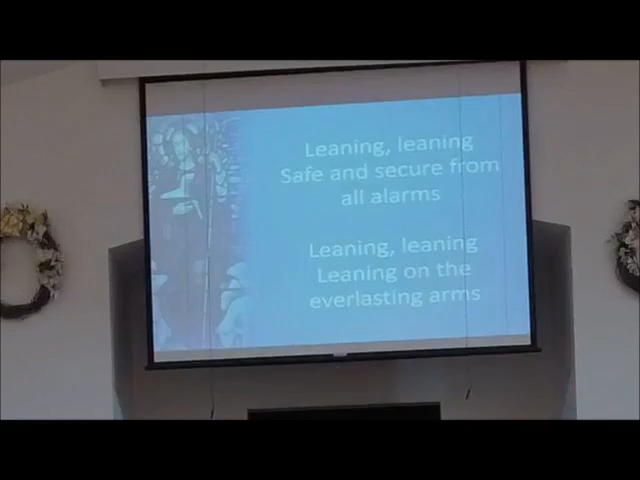 Leaning, leaning
Safe and secure from
all alarms
Leaning, leaning
Leaning on the
everlasting arms